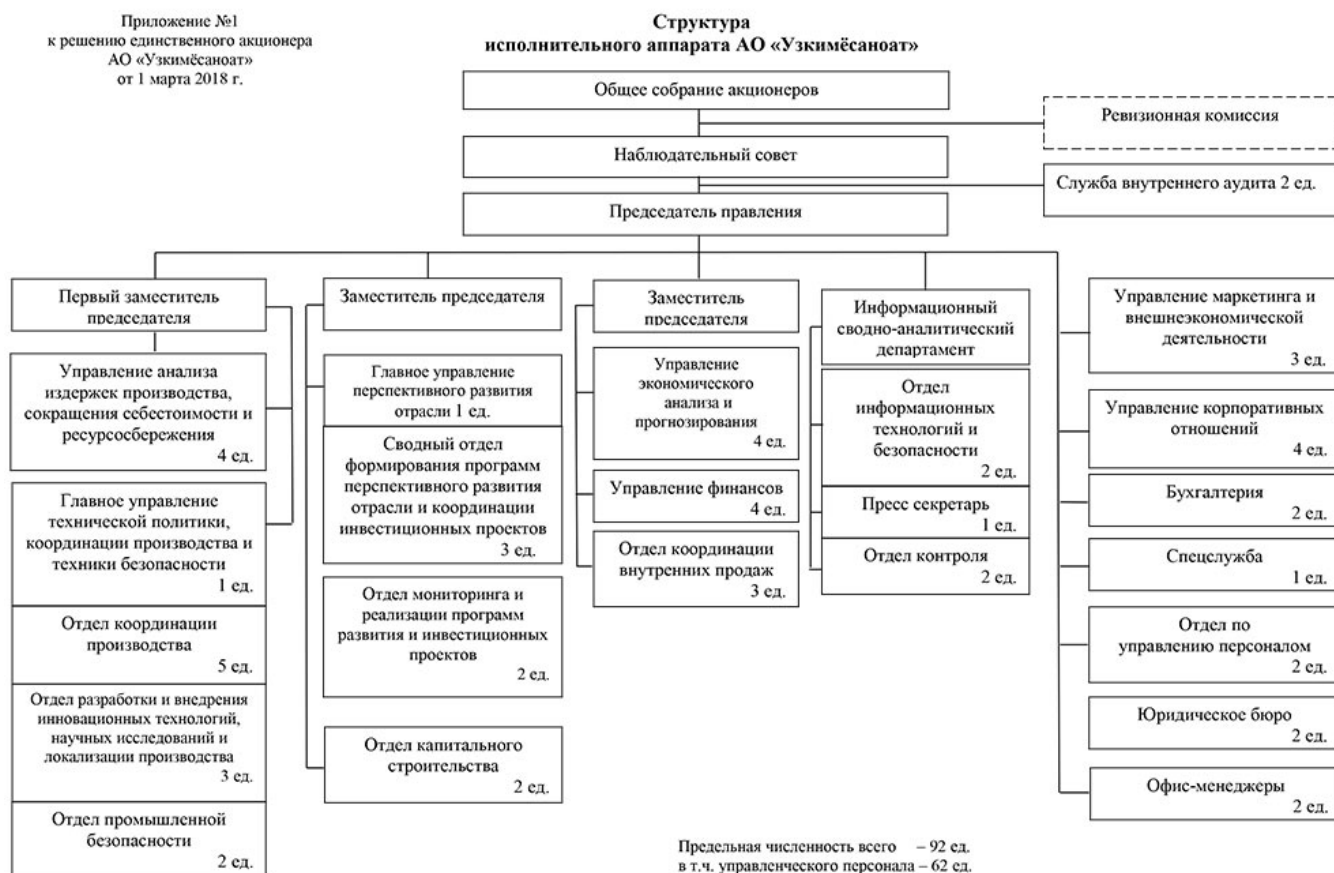 Приложение №1
к решению единственного акционера
АО «Узкимёсаноат»
от 1 марта 2018 г.
Структура
исполнительного аппарата АО «Узкимёсаноат»
Общее собрание акционеров
Ревизионная комиссия
Наблюдательный совет
Служба внутреннего аудита 2 ед.
Председатель правления
Первый заместитель
председателя
Управление анализа
издержек производства,
сокращения себестоимости и
ресурсосбережения
4 ед.
Главное управление
технической политики,
координации производства и
техники безопасности
1 ед.
Отдел координации
производства
5 ед.
Отдел разработки и внедрения
инновационных технологий,
научных исследований и
локализации производства
3 ед.
Отдел промышленной
безопасности
2 ед.
Заместитель председателя
Главное управление
перспективного развития
отрасли 1 ед.
Сводный отдел
формирования программ
перспективного развития
отрасли и координации
инвестиционных проектов
3 ед.
Отдел мониторинга и
реализации программ
развития и инвестиционных
проектов
2 ед.
Отдел капитального
строительства
2 ед.
Заместитель
председателя
Управление
экономического
анализа и
прогнозирования
4 ед.
Управление финансов
4 ед.
Отдел координации
внутренних продаж
3 ед.
Информационный
сводно-аналитический
департамент
Отдел
информационных
технологий и
безопасности
2 ед.
Пресс секретарь
1 ед.
Отдел контроля
2 ед.
Управление маркетинга и
внешнеэкономической
деятельности
3 ед.
Управление корпоративных
отношений
4 ед.
Бухгалтерия
2 ед.
Спецслужба
1 ед.
Отдел по
управлению персоналом
2 ед.
Юридическое бюро
2 ед.
Офис-менеджеры
2 ед.
Предельная численность всего – 92 ед.
в т.ч. управленческого персонала – 62 ед.